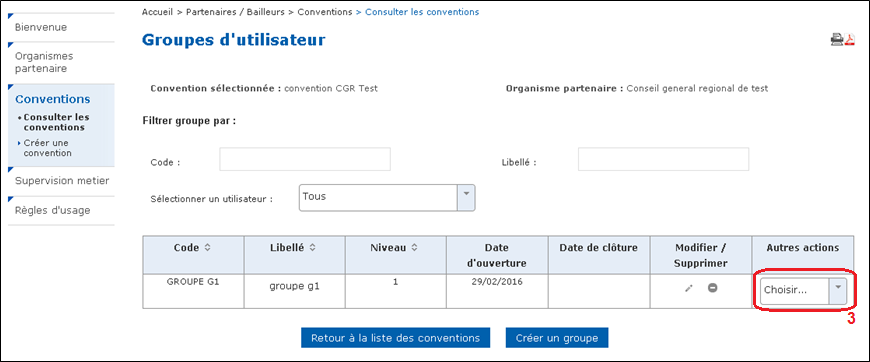 Accueil > Partenaires / Bailleurs > Conventions > Consulter les conventions
Bienvenue
Organismes
partenaire
Conventions
Consulter les
conventions
Créer une
convention
Supervision metier
Règles d'usage
Groupes d'utilisateur
Convention sélectionnée : convention CGR Test
Organisme partenaire : Conseil general regional de test
Filtrer groupe par :
Code :
Libellé :
Sélectionner un utilisateur : Tous
Code Libellé Niveau Date d'ouverture Date de clôture Modifier / Supprimer Autres actions
GROUPE G1 groupe g1 1 29/02/2016 Choisir...
3
Retour à la liste des conventions Créer un groupe